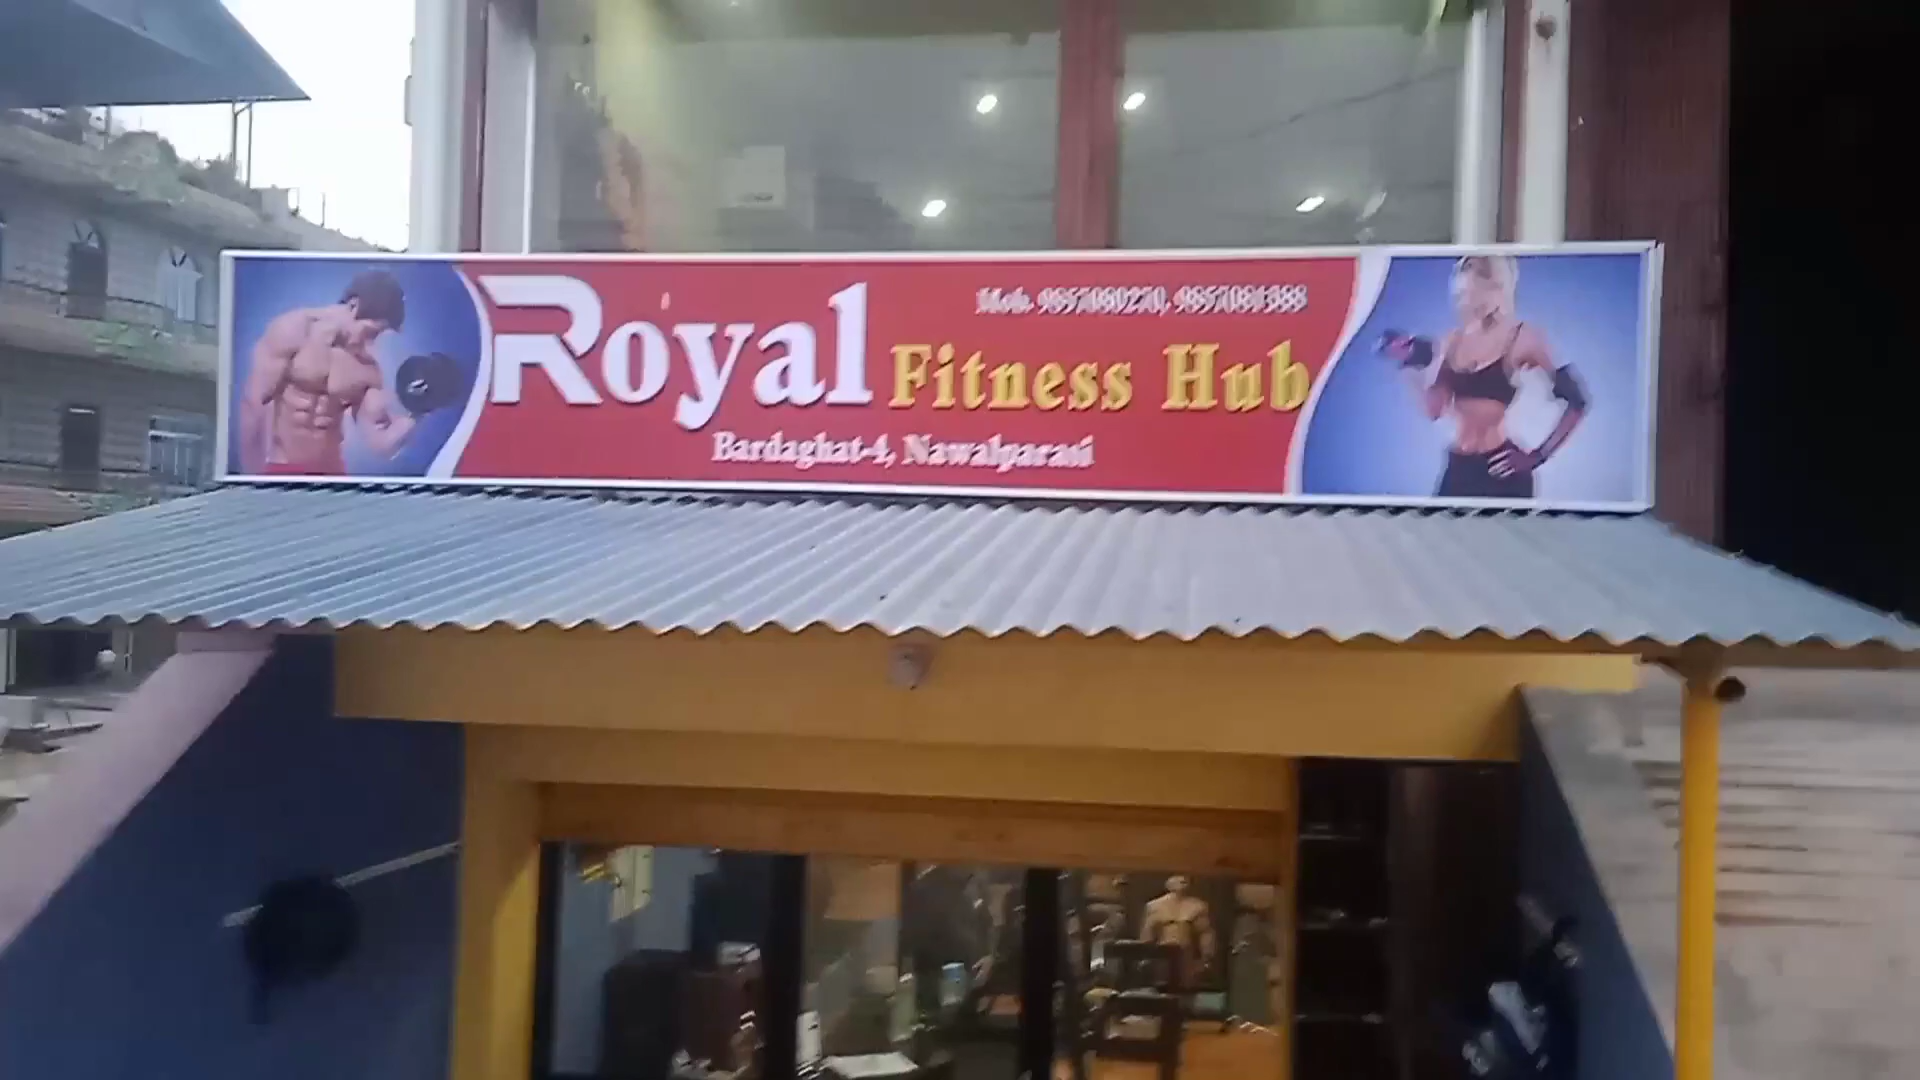 Mob. 9857080270, 9857081388
Royal Fitness Hub
Bardaghat-4, Nawalparasi